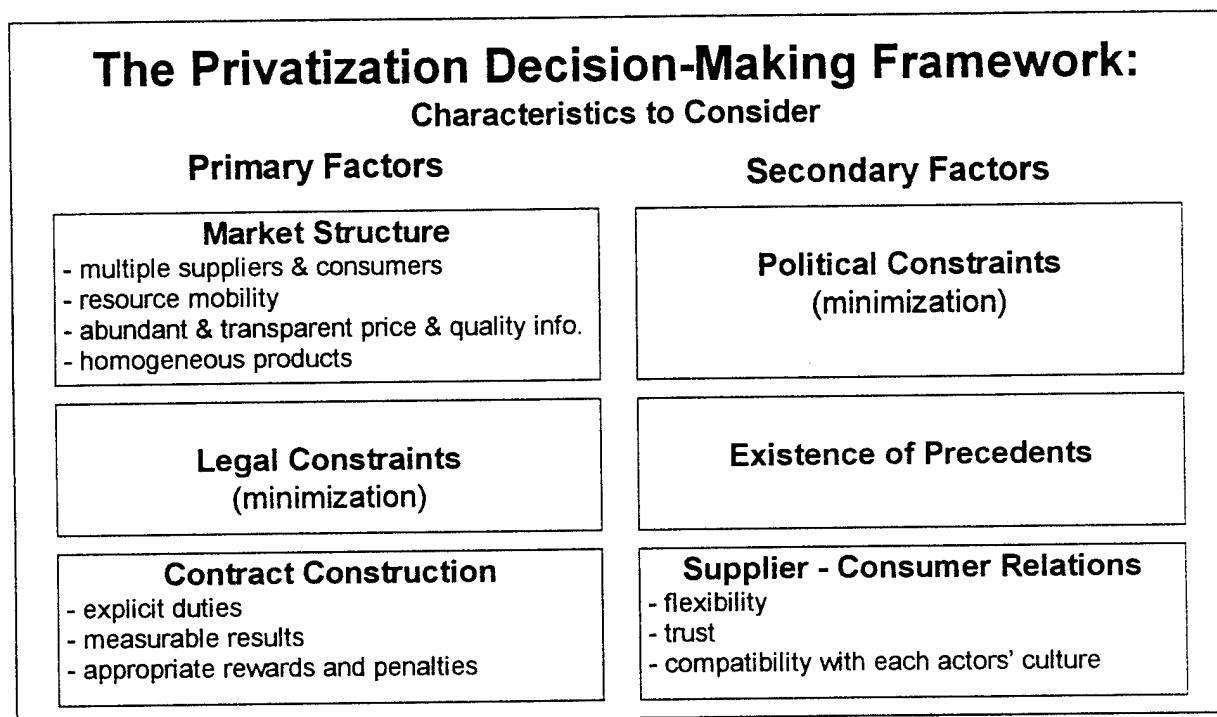 The Privatization Decision-Making Framework:
Characteristics to Consider
Primary Factors
Market Structure
- multiple suppliers & consumers
- resource mobility
- abundant & transparent price & quality info.
- homogeneous products
Legal Constraints
(minimization)
Contract Construction
- explicit duties
- measurable results
- appropriate rewards and penalties
Secondary Factors
Political Constraints
(minimization)
Existence of Precedents
Supplier - Consumer Relations
- flexibility
- trust
- compatibility with each actors' culture